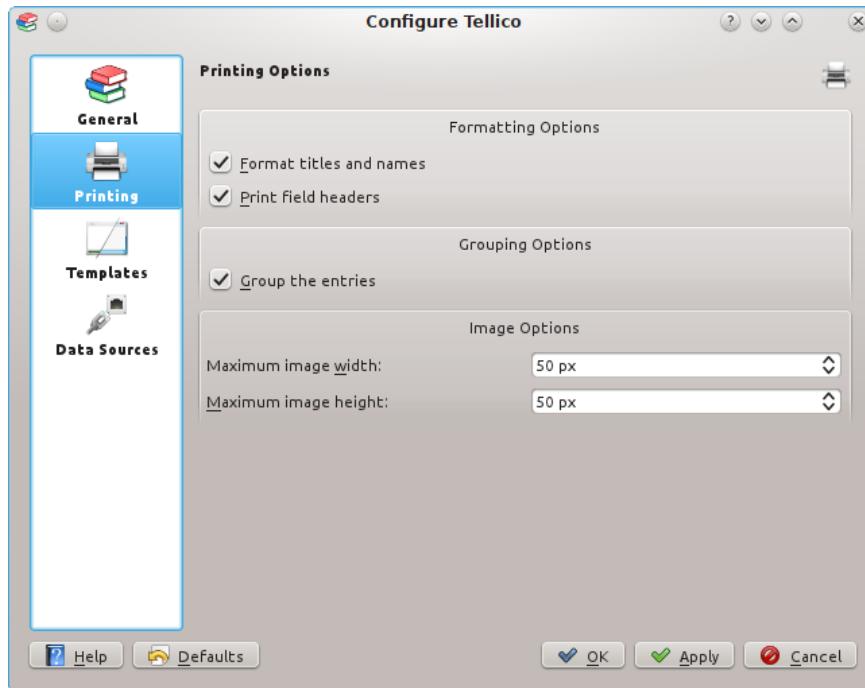 Configure Tellico
General
Printing
Templates
Data Sources
Printing Options
Formatting Options
Format titles and names
Print field headers
Grouping Options
Group the entries
Image Options
Maximum image width: 50 px
Maximum image height: 50 px
Help Defaults OK Apply Cancel